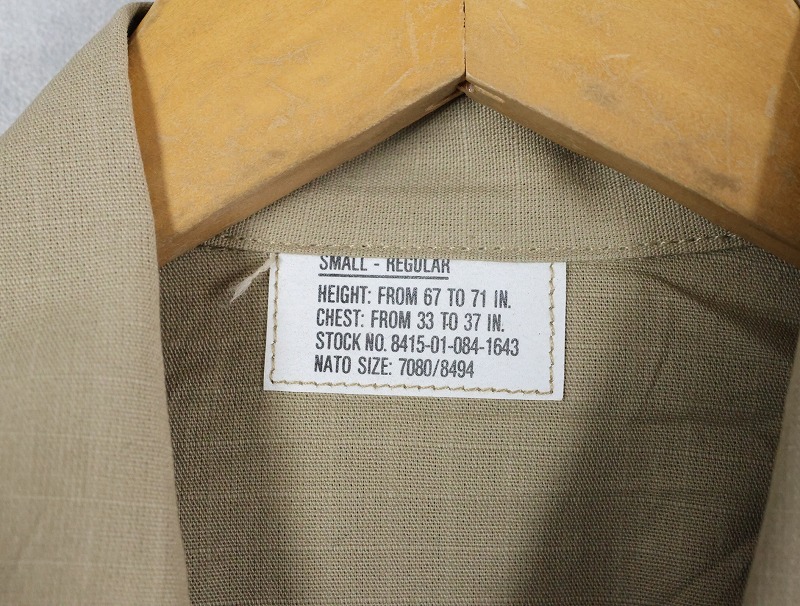 SMALL - REGULAR
HEIGHT: FROM 67 TO 71 IN.
CHEST: FROM 33 TO 37 IN.
STOCK NO. 8415-01-084-1643
NATO SIZE: 7080/8494